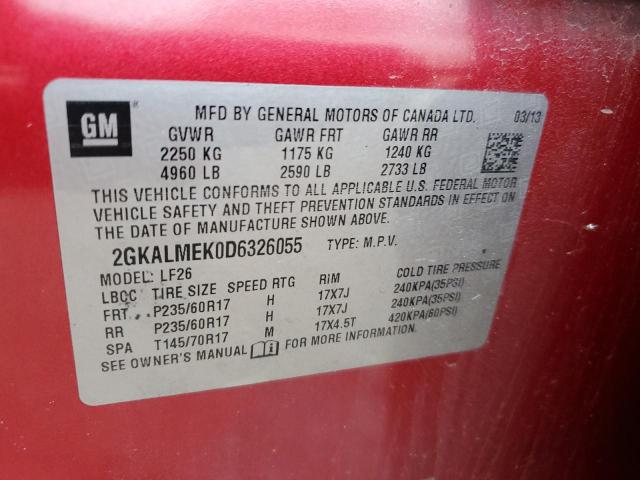 GM
MFD BY GENERAL MOTORS OF CANADA LTD. 03/13
GVWR GAWR FRT GAWR RR
2250 KG 1175 KG 1240 KG
4960 LB 2590 LB 2733 LB
THIS VEHICLE CONFORMS TO ALL APPLICABLE U.S. FEDERAL MOTOR
VEHICLE SAFETY AND THEFT PREVENTION STANDARDS IN EFFECT ON
THE DATE OF MANUFACTURE SHOWN ABOVE.
2GKALMEK0D6326055 TYPE: M.P.V.
MODEL: LF26
TIRE SIZE SPEED RTG RIM COLD TIRE PRESSURE
FRT P235/60R17 H 17X7J 240KPA(35PSI)
RR P235/60R17 H 17X7J 240KPA(35PSI)
SPA T145/70R17 M 17X4.5T 420KPA(60PSI)
SEE OWNER'S MANUAL FOR MORE INFORMATION.